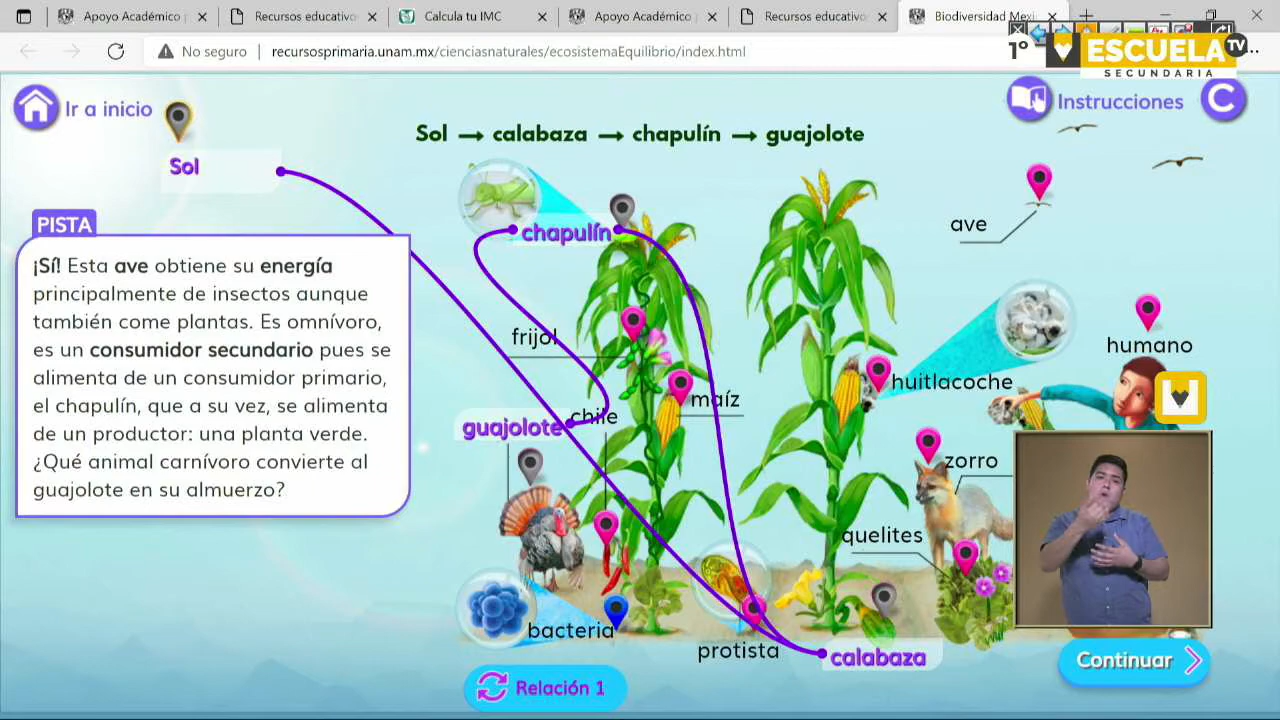 Apoyo Académico
Recursos educativo
Calcula tu IMC
Apoyo Académico
Recursos educativo
Biodiversidad Mexi
No seguro
recursosprimaria.unam.mx/cienciasnaturales/ecosistemaEquilibrio/index.html
1°
ESCUELA TV
SECUNDARIA
Ir a inicio
Instrucciones
C
Sol → calabaza → chapulín → guajolote
Sol
PISTA
¡Sí! Esta ave obtiene su energía
principalmente de insectos aunque
también come plantas. Es omnívoro,
es un consumidor secundario pues se
alimenta de un consumidor primario,
el chapulín, que a su vez, se alimenta
de un productor: una planta verde.
¿Qué animal carnívoro convierte al
guajolote en su almuerzo?
chapulín
ave
frijol
humano
huitlacoche
maíz
chile
guajolote
zorro
quelites
bacteria
protista
calabaza
Relación 1
Continuar